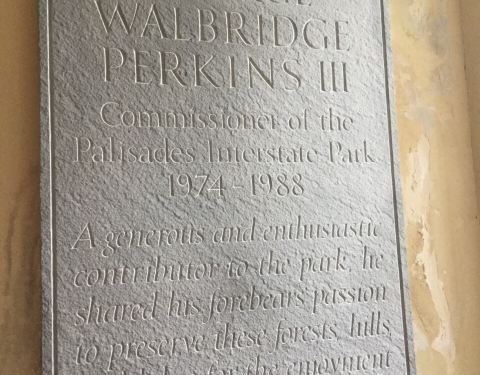 WALBRIDGE
PERKINS III
Commissioner of the
Palisades Interstate Park
1974-1988
A generous and enthusiastic
contributor to the park, he
shared his forebears' passion
to preserve these forests, hills,
for the enjoyment